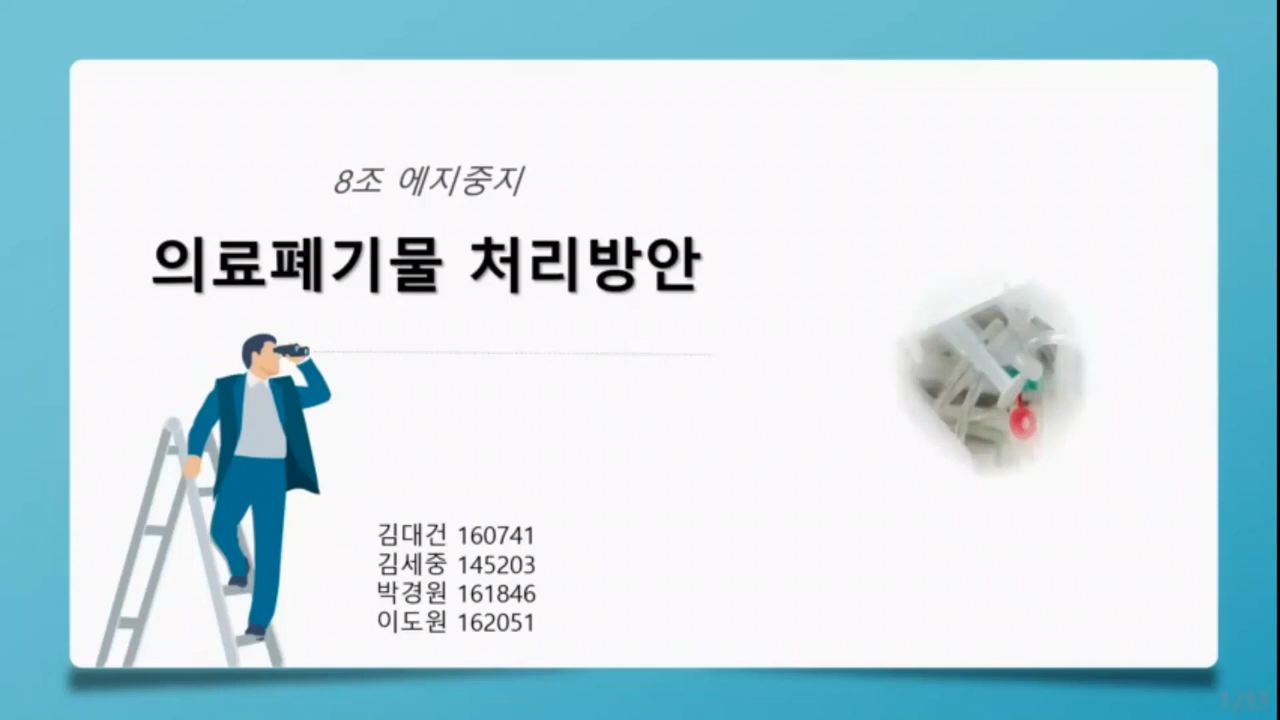 8조 에지중지
의료폐기물 처리방안
김대건 160741
김세중 145203
박경원 161846
이도원 162051